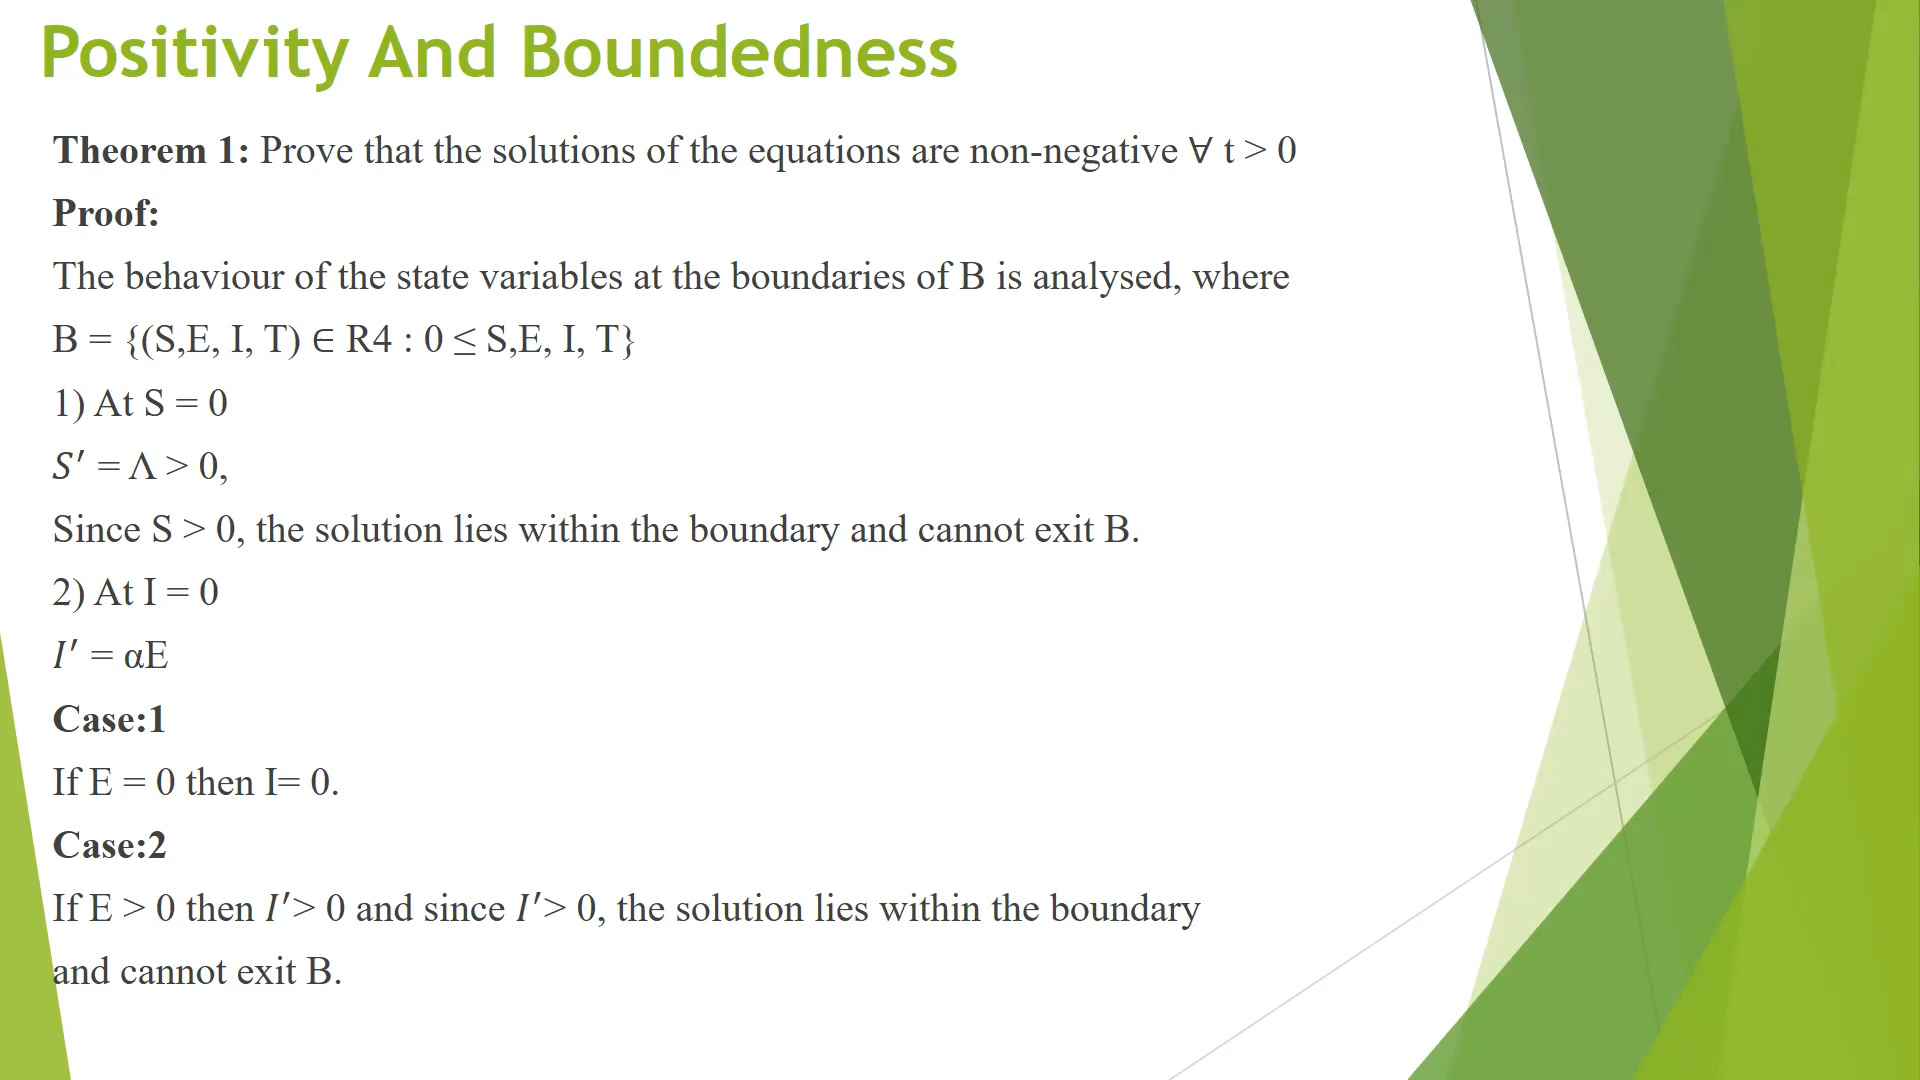 Positivity And Boundedness
Theorem 1: Prove that the solutions of the equations are non-negative ∀ t > 0
Proof:
The behaviour of the state variables at the boundaries of B is analysed, where
B = {(S,E, I, T) ∈ R4 : 0 ≤ S,E, I, T}
1) At S = 0
S′ = Λ > 0,
Since S > 0, the solution lies within the boundary and cannot exit B.
2) At I = 0
I′ = αE
Case:1
If E = 0 then I= 0.
Case:2
If E > 0 then I′> 0 and since I′> 0, the solution lies within the boundary
and cannot exit B.